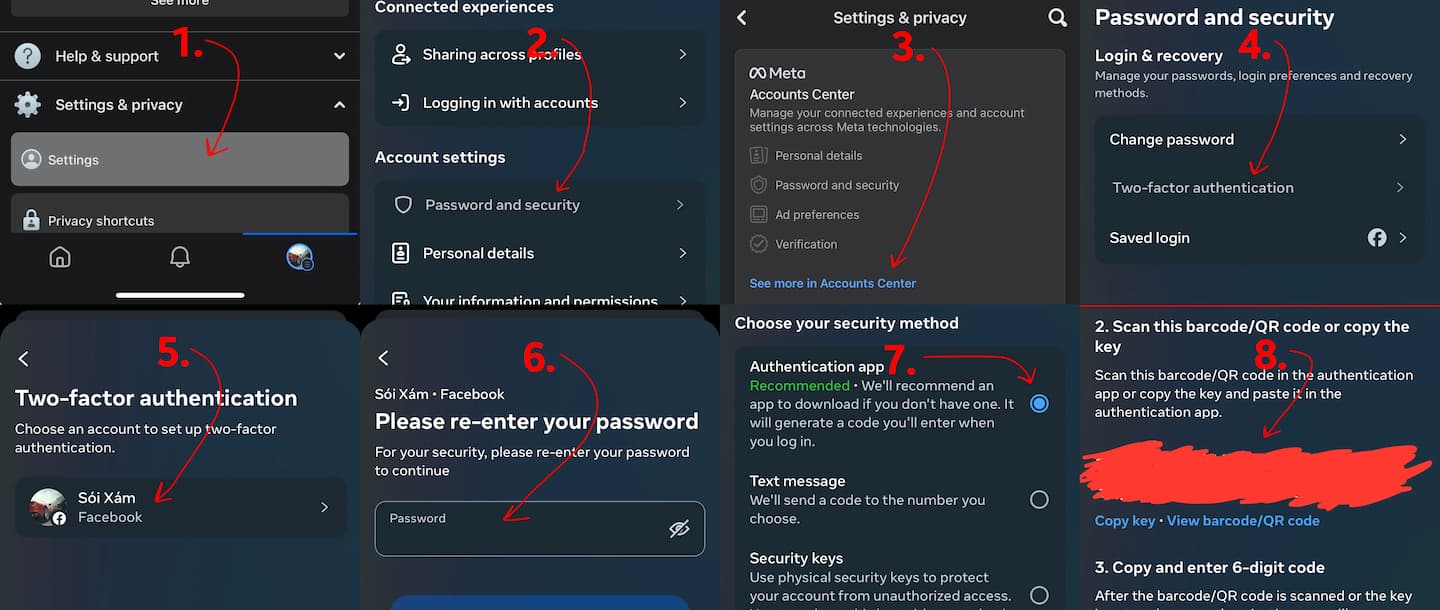 See more
Help & support
1.
Settings & privacy
Settings
Privacy shortcuts
Connected experiences
2.
Sharing across profiles
Logging in with accounts
Account settings
Password and security
Personal details
Your information and permissions
Settings & privacy
3.
Meta
Accounts Center
Manage your connected experiences and account
settings across Meta technologies.
Personal details
Password and security
Ad preferences
Verification
See more in Accounts Center
Password and security
4.
Login & recovery
Manage your passwords, login preferences and recovery
methods.
Change password
Two-factor authentication
Saved login
5.
Two-factor authentication
Choose an account to set up two-factor
authentication.
Sói Xám
Facebook
6.
Sói Xám • Facebook
Please re-enter your password
For your security, please re-enter your password
to continue
Password
Choose your security method
7.
Authentication app
Recommended • We'll recommend an
app to download if you don't have one. It
will generate a code you'll enter when
you log in.
Text message
We'll send a code to the number you
choose.
Security keys
Use physical security keys to protect
your account from unauthorized access.
2. Scan this barcode/QR code or copy the
key
8.
Scan this barcode/QR code in the authentication
app or copy the key and paste it in the
authentication app.
Copy key • View barcode/QR code
3. Copy and enter 6-digit code
After the barcode/QR code is scanned or the key